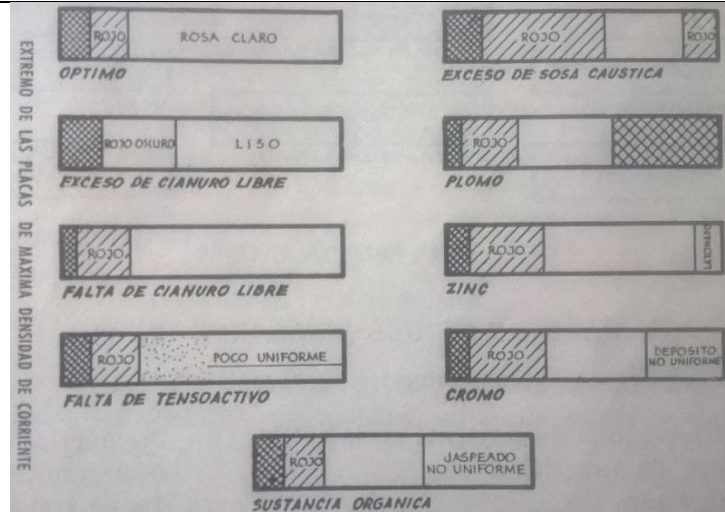 EXTREMO DE LAS PLACAS DE MAXIMA DENSIDAD DE CORRIENTE
ROJO
ROSA CLARO
OPTIMO
ROJO
ROJO
EXCESO DE SOSA CAUSTICA
ROJO OSCURO
LISO
EXCESO DE CIANURO LIBRE
ROJO
PLOMO
ROJO
FALTA DE CIANURO LIBRE
ROJO
LATONADO
ZINC
ROJO
POCO UNIFORME
FALTA DE TENSOACTIVO
ROJO
DEPOSITO
NO UNIFORME
CROMO
ROJO
JASPEADO
NO UNIFORME
SUSTANCIA ORGANICA